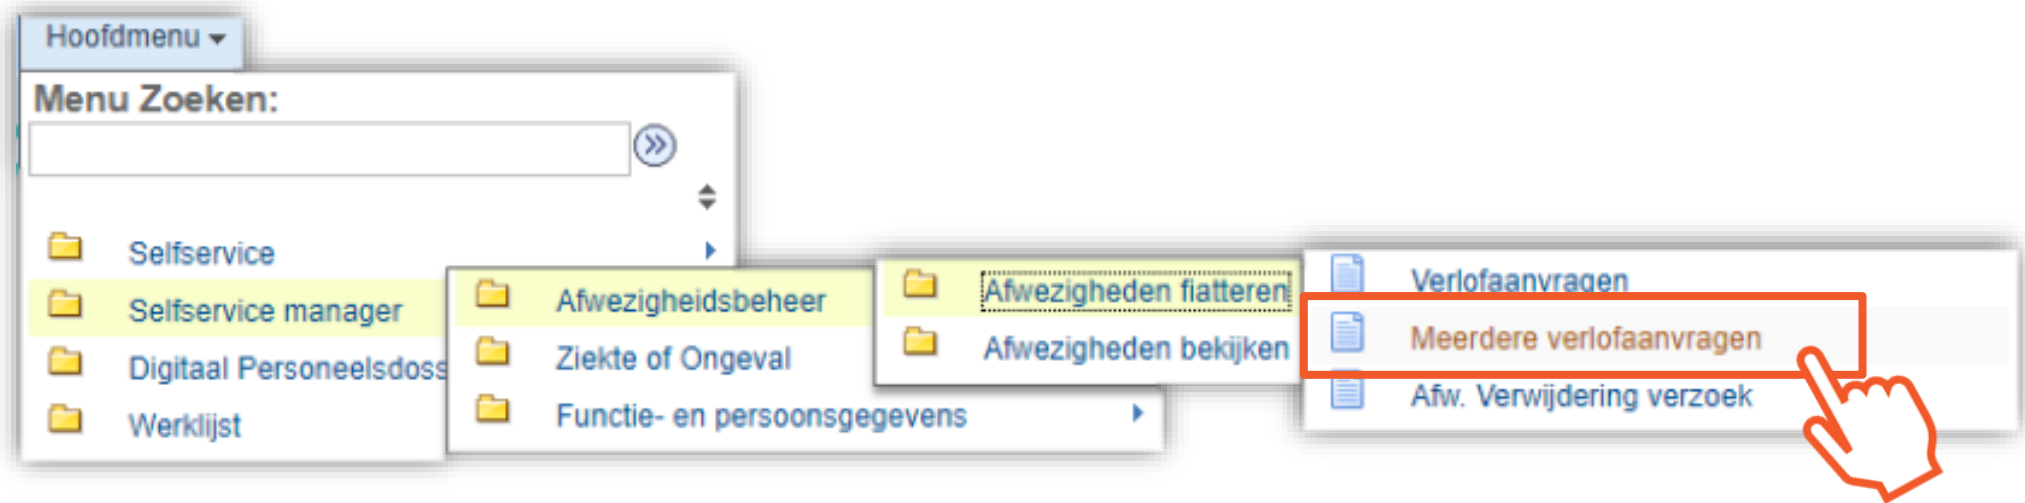 Hoofdmenu
Menu Zoeken:
Selfservice
Selfservice manager
Digitaal Personeelsdoss
Werklijst
Afwezigheidsbeheer
Ziekte of Ongeval
Functie- en persoonsgegevens
Afwezigheden fiatteren
Afwezigheden bekijken
Verlofaanvragen
Meerdere verlofaanvragen
Afw. Verwijdering verzoek